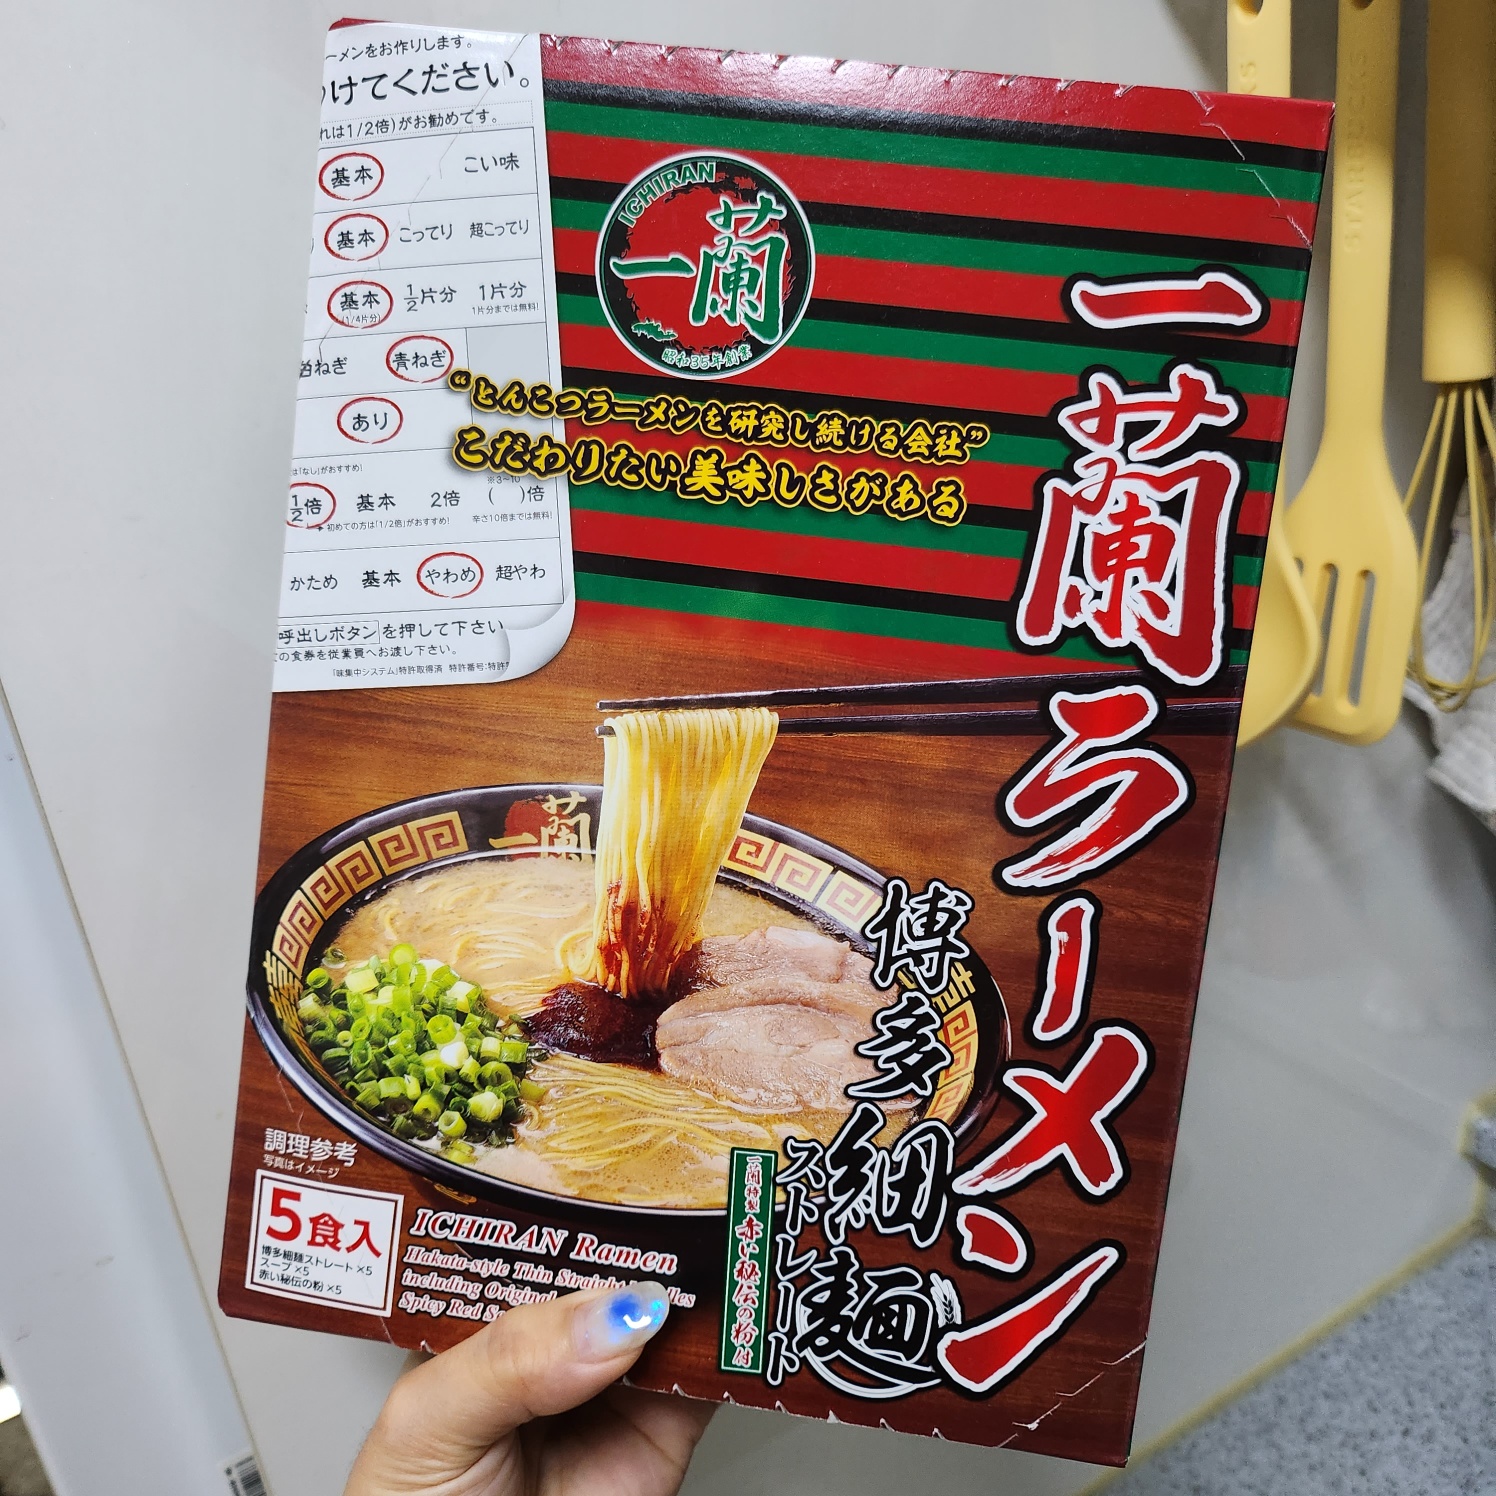 ーメンをお作りします。
けてください。
れは1/2倍)がお勧めです。
基本 こい味
基本 こってり 超こってり
基本 1/2片分 1片分
(1/4片分) 1片分までは無料!
白ねぎ 青ねぎ
あり
は「なし」がおすすめ!
※3~10
1/2倍 基本 2倍 ( )倍
初めての方は「1/2倍」がおすすめ! 辛さ10倍までは無料!
かため 基本 やわめ 超やわ
呼出しボタンを押して下さい
の食券を従業員へお渡し下さい。
「味集中システム」特許取得済 特許番号:特許
ICHIRAN
一蘭
昭和35年創業
“とんこつラーメンを研究し続ける会社”
こだわりたい美味しさがある
一蘭ラーメン
博多細麺
ストレート
一蘭特製 赤い秘伝の粉付
一蘭
調理参考
写真はイメージ
5食入
博多細麺ストレート×5
スープ×5
赤い秘伝の粉×5
ICHIRAN Ramen
Hakata-style Thin Straight
including Original
Spicy Red
STARBUCKS